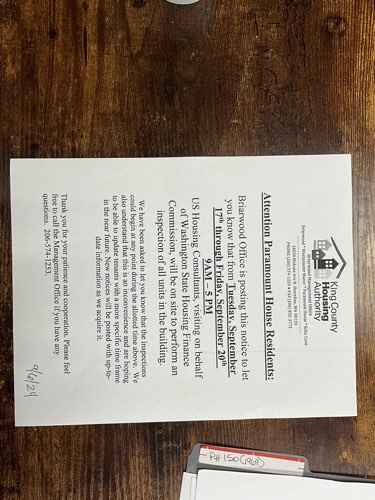 King County
Housing
Authority
Attention Paramount House Residents:
Briarwood Office is posting this notice to let
you know that from Tuesday, September
17th through Friday, September 20th
9AM – 5 PM
US Housing Consultants, visiting on behalf
of Washington State Housing Finance
Commission, will be on site to perform an
inspection of all units in the building.
We have been asked to let you know that the inspections
could begin at any point during the allotted time above. We
also understand that this is an inconvenience and are hoping
to be able to update tenants with a more specific time frame
in the near future. New notices will be posted with up-to-
date information as we acquire it.
Thank you for your patience and cooperation. Please feel
free to call the Management Office if you have any
questions. 206-574-1253.
9/6/24
PH 150 (1969)